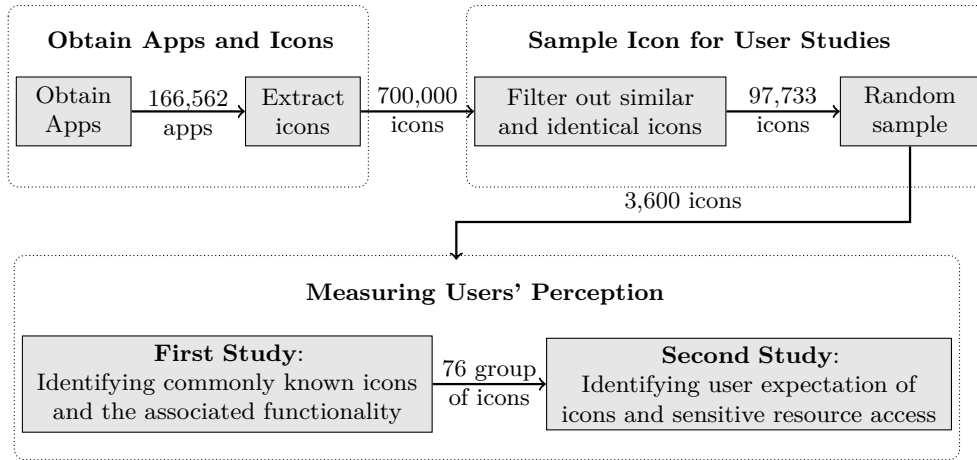 Obtain Apps and Icons
Obtain
Apps
166,562
apps
Extract
icons
700,000
icons
Sample Icon for User Studies
Filter out similar
and identical icons
97,733
icons
Random
sample
3,600 icons
Measuring Users' Perception
First Study:
Identifying commonly known icons
and the associated functionality
76 group
of icons
Second Study:
Identifying user expectation of
icons and sensitive resource access